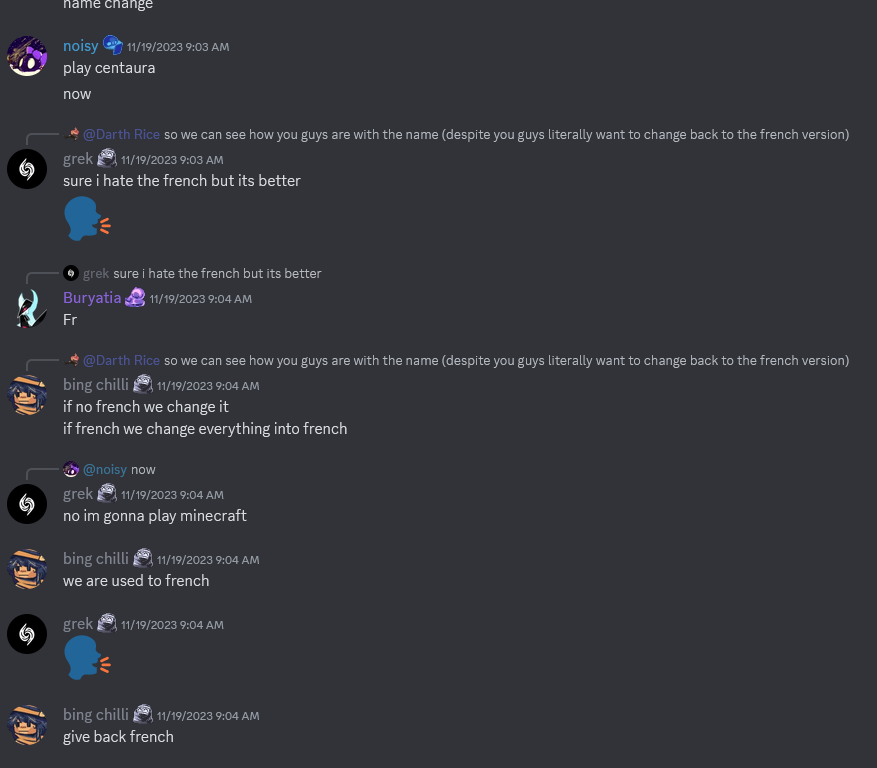 name change
noisy 11/19/2023 9:03 AM
play centaura
now
@Darth Rice so we can see how you guys are with the name (despite you guys literally want to change back to the french version)
grek 11/19/2023 9:03 AM
sure i hate the french but its better
grek sure i hate the french but its better
Buryatia 11/19/2023 9:04 AM
Fr
@Darth Rice so we can see how you guys are with the name (despite you guys literally want to change back to the french version)
bing chilli 11/19/2023 9:04 AM
if no french we change it
if french we change everything into french
@noisy now
grek 11/19/2023 9:04 AM
no im gonna play minecraft
bing chilli 11/19/2023 9:04 AM
we are used to french
grek 11/19/2023 9:04 AM
bing chilli 11/19/2023 9:04 AM
give back french